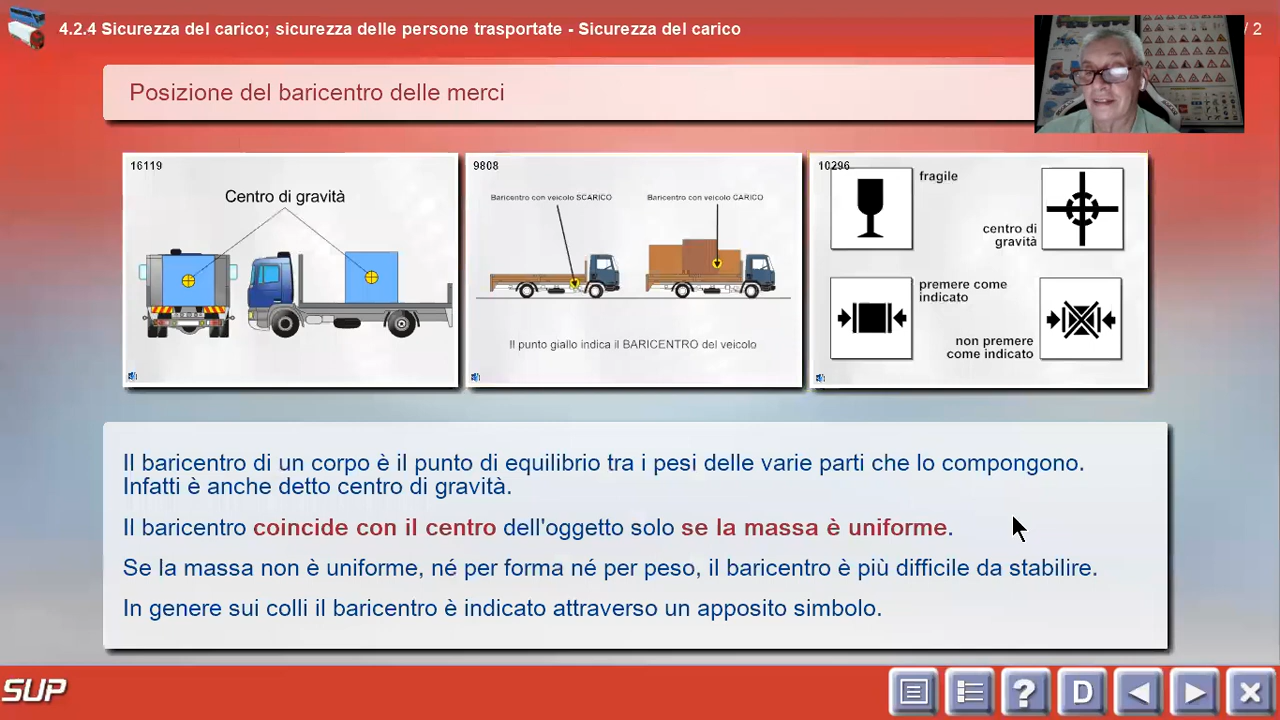 4.2.4 Sicurezza del carico; sicurezza delle persone trasportate - Sicurezza del carico
/ 2
Posizione del baricentro delle merci
16119
Centro di gravità
9808
Baricentro con veicolo SCARICO
Baricentro con veicolo CARICO
Il punto giallo indica il BARICENTRO del veicolo
10296
fragile
centro di
gravità
premere come
indicato
non premere
come indicato
Il baricentro di un corpo è il punto di equilibrio tra i pesi delle varie parti che lo compongono.
Infatti è anche detto centro di gravità.
Il baricentro coincide con il centro dell'oggetto solo se la massa è uniforme.
Se la massa non è uniforme, né per forma né per peso, il baricentro è più difficile da stabilire.
In genere sui colli il baricentro è indicato attraverso un apposito simbolo.
SUP
?
D